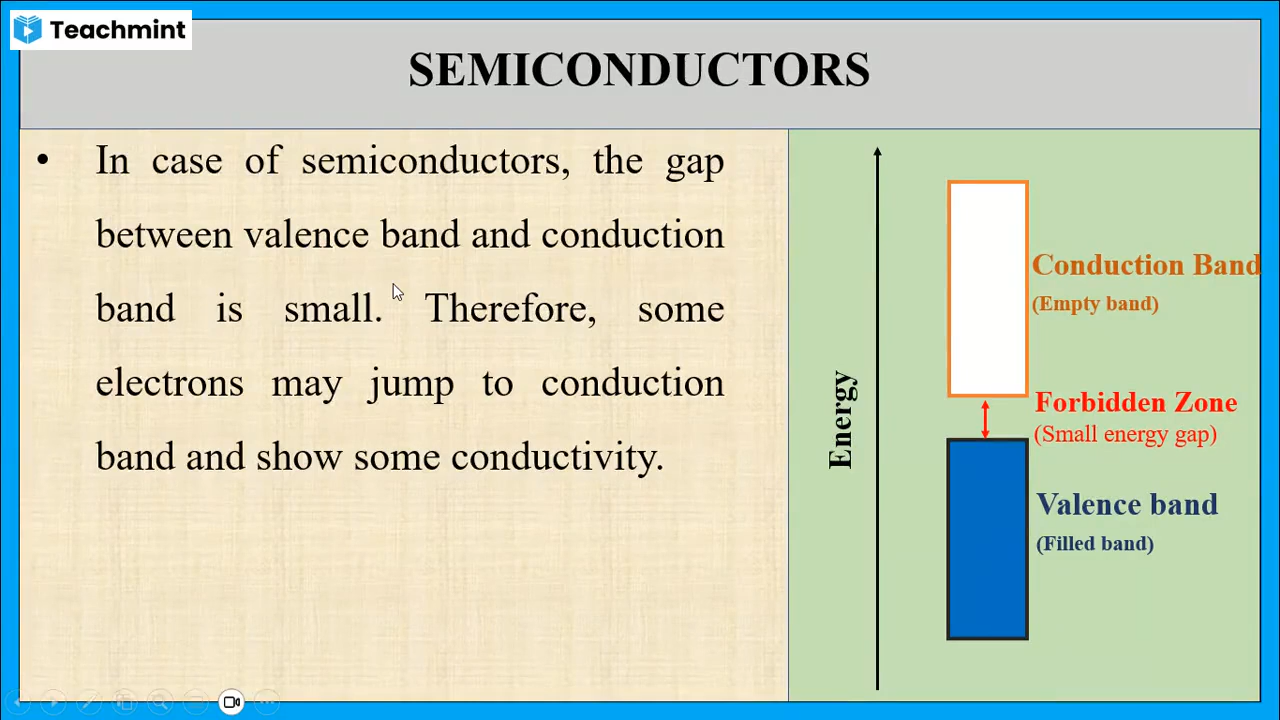 Teachmint
SEMICONDUCTORS
• In case of semiconductors, the gap
between valence band and conduction
band is small. Therefore, some
electrons may jump to conduction
band and show some conductivity.
Energy
Conduction Band
(Empty band)
Forbidden Zone
(Small energy gap)
Valence band
(Filled band)